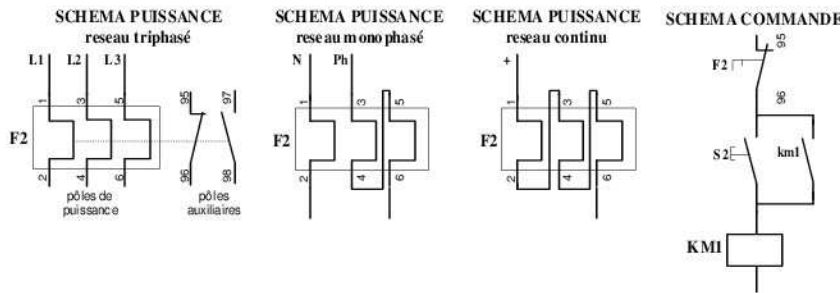 SCHEMA PUISSANCE
reseau triphasé
L1 L2 L3
1 3 5 95 97
F2
2 4 6 96 98
pôles de
puissance
pôles
auxiliaires
SCHEMA PUISSANCE
reseau monophasé
N Ph
1 3 5
F2
2 4 6
SCHEMA PUISSANCE
reseau continu
+
1 3 5
F2
2 4 6
SCHEMA COMMANDE
95
F2
96
S2 km1
KM1